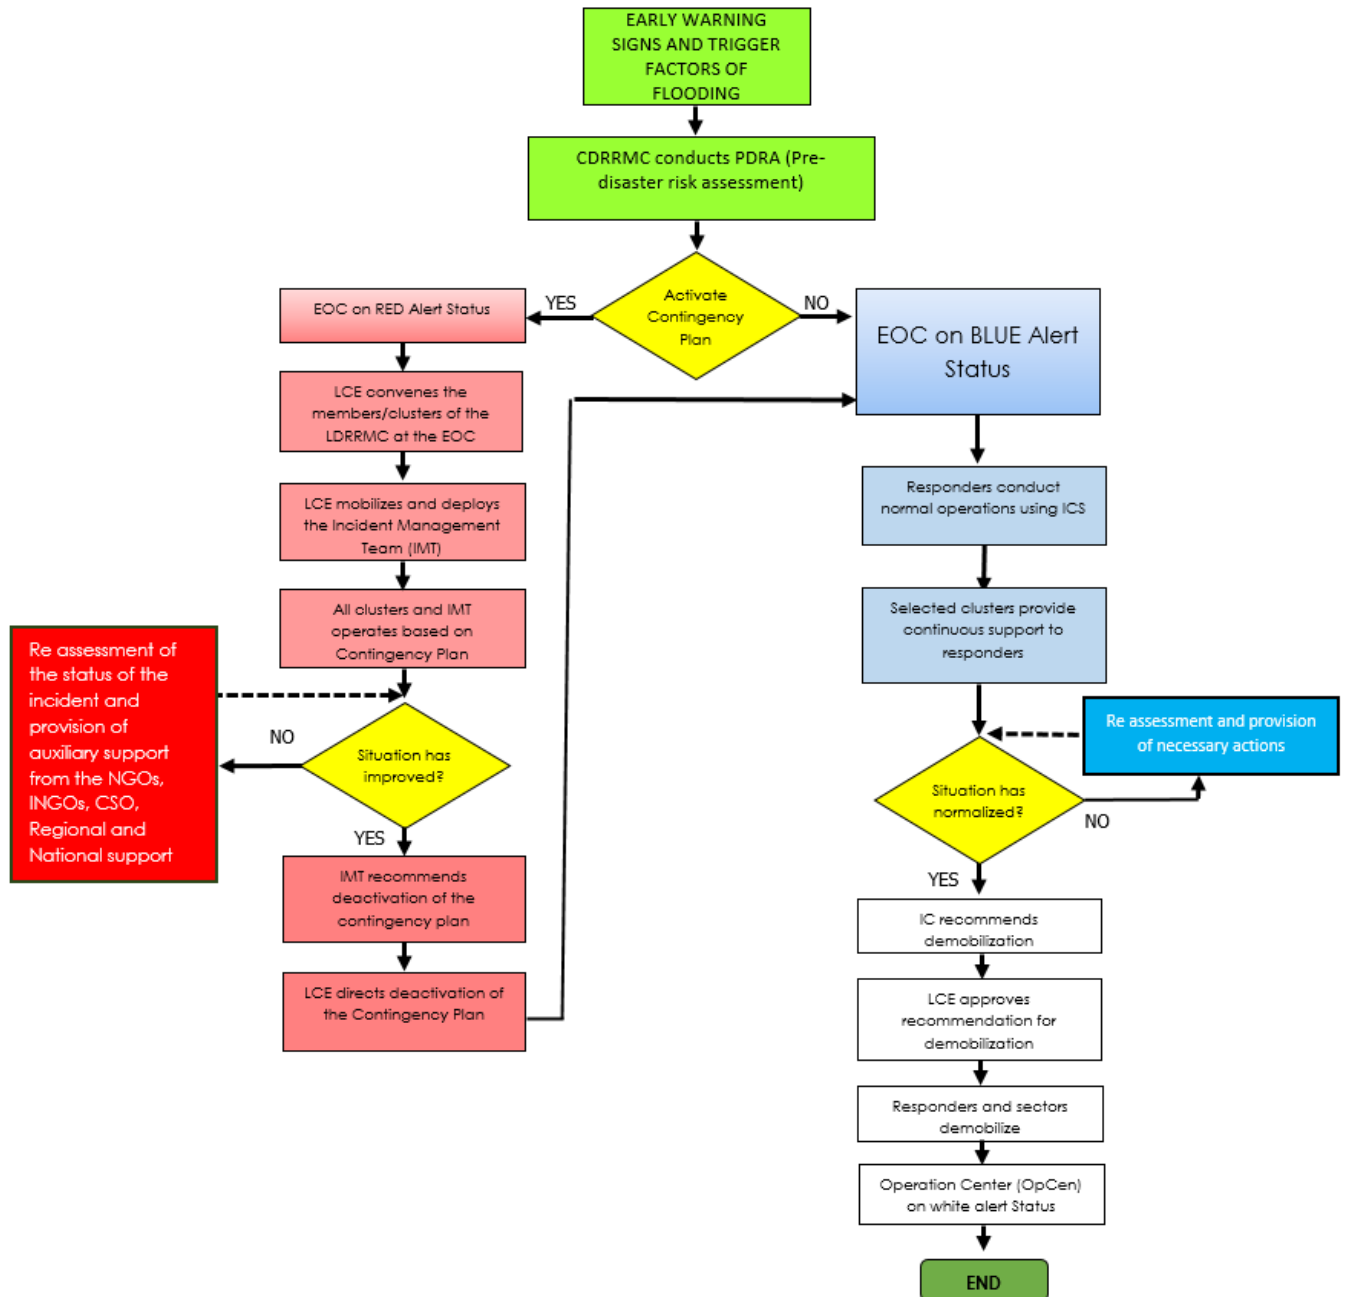 EARLY WARNING
SIGNS AND TRIGGER
FACTORS OF
FLOODING
CDRRMC conducts PDRA (Pre-
disaster risk assessment)
Activate
Contingency
Plan
YES
NO
EOC on RED Alert Status
LCE convenes the
members/clusters of the
LDRRMC at the EOC
LCE mobilizes and deploys
the Incident Management
Team (IMT)
All clusters and IMT
operates based on
Contingency Plan
Situation has
improved?
NO
Re assessment of
the status of the
incident and
provision of
auxiliary support
from the NGOs,
INGOs, CSO,
Regional and
National support
YES
IMT recommends
deactivation of the
contingency plan
LCE directs deactivation of
the Contingency Plan
EOC on BLUE Alert
Status
Responders conduct
normal operations using ICS
Selected clusters provide
continuous support to
responders
Situation has
normalized?
NO
Re assessment and provision
of necessary actions
YES
IC recommends
demobilization
LCE approves
recommendation for
demobilization
Responders and sectors
demobilize
Operation Center (OpCen)
on white alert Status
END